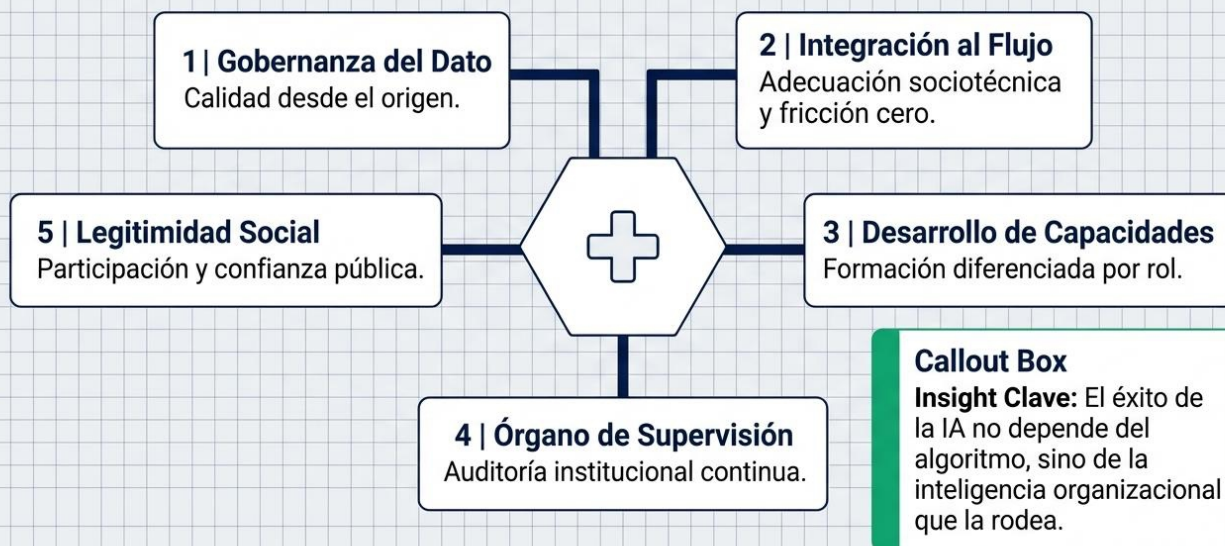 1 | Gobernanza del Dato
Calidad desde el origen.
2 | Integración al Flujo
Adecuación sociotécnica
y fricción cero.
5 | Legitimidad Social
Participación y confianza pública.
3 | Desarrollo de Capacidades
Formación diferenciada por rol.
4 | Órgano de Supervisión
Auditoría institucional continua.
Callout Box
Insight Clave: El éxito de
la IA no depende del
algoritmo, sino de la
inteligencia organizacional
que la rodea.